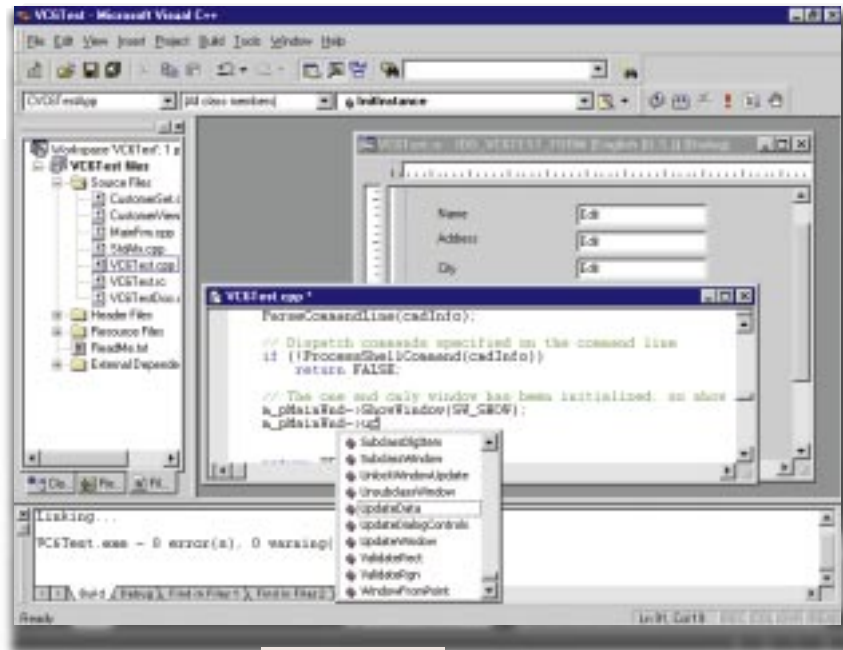 VC6Test - Microsoft Visual C++
File Edit View Insert Project Build Tools Window Help
CVC6TestApp [All class members] InitInstance
Workspace 'VC6Test': 1 p
VC6Test files
Source Files
CustomerSet.c
CustomerView
MainFrm.cpp
StdAfx.cpp
VC6Test.cpp
VC6Test.rc
VC6TestDoc.c
Header Files
Resource Files
ReadMe.txt
External Depende
Name Edit
Address Edit
City Edit
VC6Test.cpp *
ParseCommandLine(cmdInfo);
// Dispatch commands specified on the command line
if (!ProcessShellCommand(cmdInfo))
return FALSE;
// The one and only window has been initialized, so show
m_pMainWnd->ShowWindow(SW_SHOW);
m_pMainWnd->up
SubclassDlgItem
SubclassWindow
UnlockWindowUpdate
UnsubclassWindow
UpdateData
UpdateDialogControls
UpdateWindow
ValidateRect
ValidateRgn
WindowFromPoint
Linking...
VC6Test.exe - 0 error(s), 0 warning(
Build Debug Find in Files 1 Find in Files 2
Ready